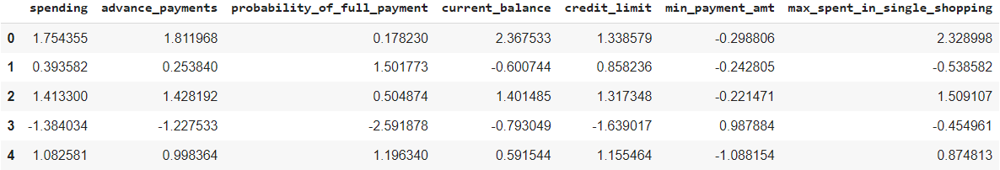 spending advance_payments probability_of_full_payment current_balance credit_limit min_payment_amt max_spent_in_single_shopping
0 1.754355 1.811968 0.178230 2.367533 1.338579 -0.298806 2.328998
1 0.393582 0.253840 1.501773 -0.600744 0.858236 -0.242805 -0.538582
2 1.413300 1.428192 0.504874 1.401485 1.317348 -0.221471 1.509107
3 -1.384034 -1.227533 -2.591878 -0.793049 -1.639017 0.987884 -0.454961
4 1.082581 0.998364 1.196340 0.591544 1.155464 -1.088154 0.874813